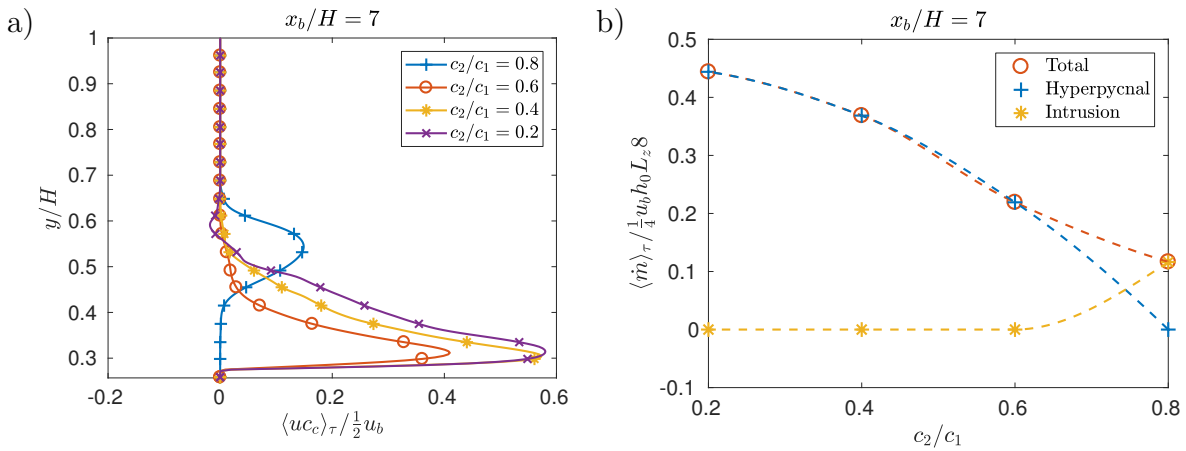 a)
x_b/H = 7
1
0.9
0.8
0.7
0.6
0.5
0.4
0.3
y/H
-0.2
0
0.2
0.4
0.6
⟨uc_c⟩_τ/½u_b
c_2/c_1 = 0.8
c_2/c_1 = 0.6
c_2/c_1 = 0.4
c_2/c_1 = 0.2
b)
x_b/H = 7
0.5
0.4
0.3
0.2
0.1
0
-0.1
⟨ṁ⟩_τ/¼u_bh_0L_z8
0.2
0.4
0.6
0.8
c_2/c_1
Total
Hyperpycnal
Intrusion